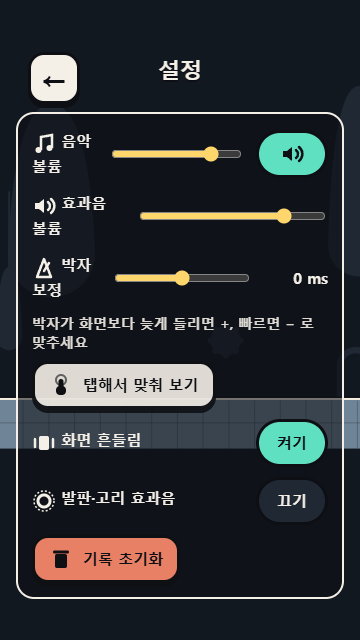 설정
음악
볼륨
효과음
볼륨
박자
보정
0 ms
박자가 화면보다 늦게 들리면 +, 빠르면 − 로
맞추세요
탭해서 맞춰 보기
화면 흔들림
켜기
발판·고리 효과음
끄기
기록 초기화